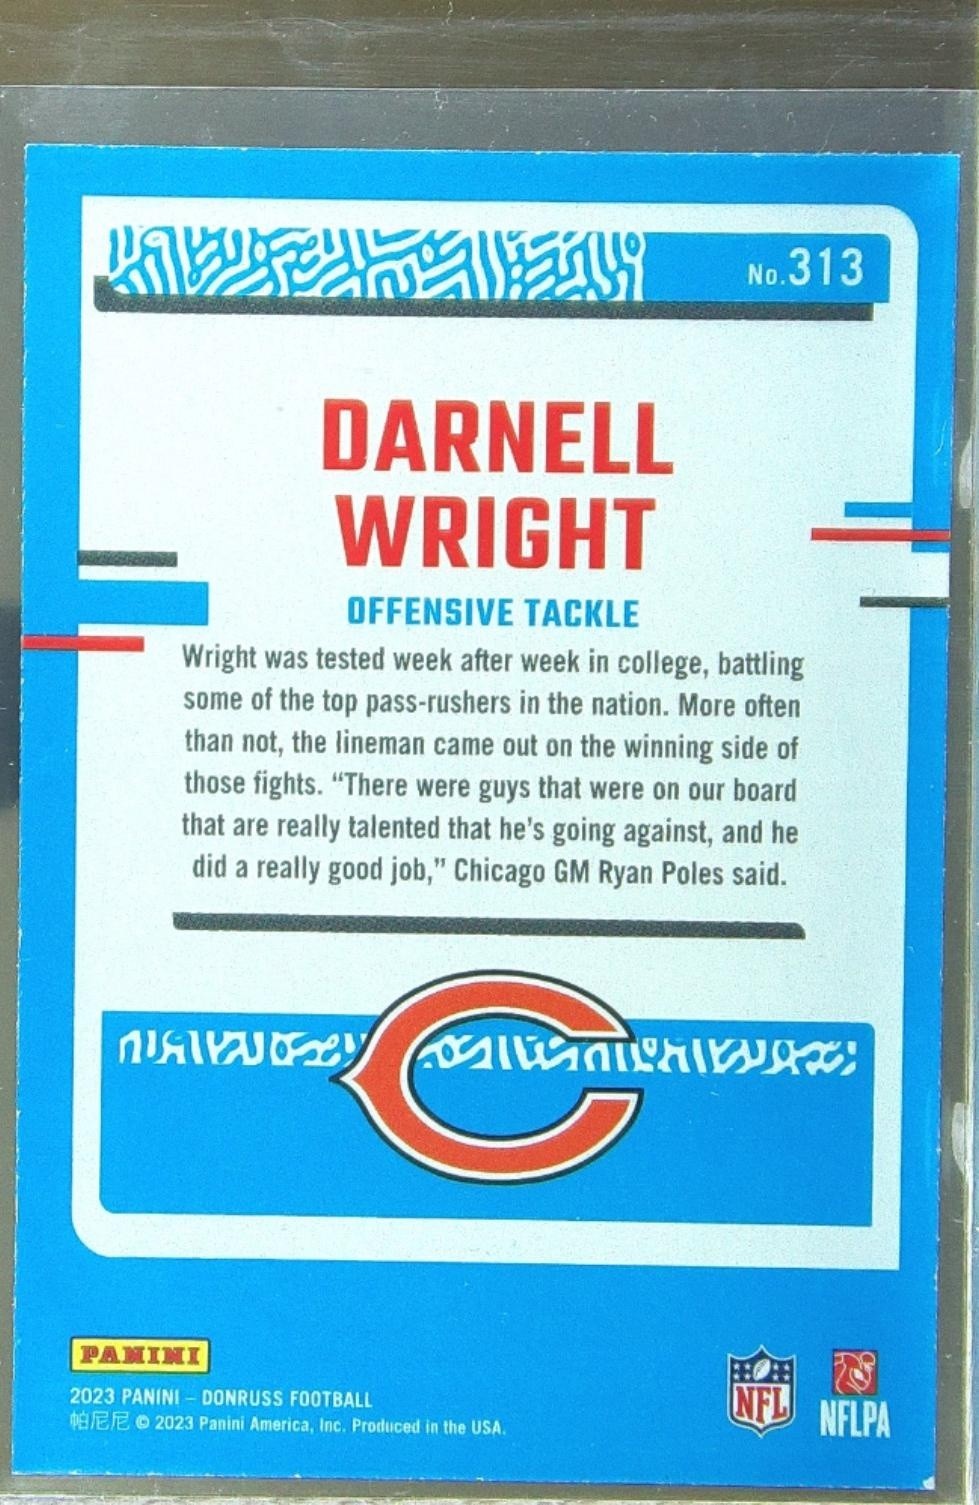 No.313
DARNELL
WRIGHT
OFFENSIVE TACKLE
Wright was tested week after week in college, battling
some of the top pass-rushers in the nation. More often
than not, the lineman came out on the winning side of
those fights. “There were guys that were on our board
that are really talented that he's going against, and he
did a really good job,” Chicago GM Ryan Poles said.
C
PANINI
2023 PANINI – DONRUSS FOOTBALL
帕尼尼 © 2023 Panini America, Inc. Produced in the USA.
NFL
NFLPA